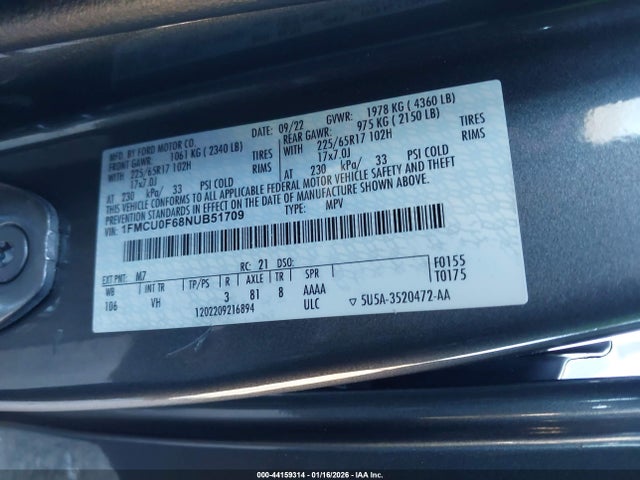 MFD. BY FORD MOTOR CO.
DATE: 09/22 GVWR: 1978 KG ( 4360 LB)
FRONT GAWR: 1061 KG ( 2340 LB) REAR GAWR: 975 KG ( 2150 LB)
WITH 225/65R17 102H TIRES WITH 225/65R17 102H TIRES
17x7.0J RIMS 17x7.0J RIMS
AT 230 kPa/ 33 PSI COLD AT 230 kPa/ 33 PSI COLD
THIS VEHICLE CONFORMS TO ALL APPLICABLE FEDERAL MOTOR VEHICLE SAFETY AND THEFT
PREVENTION STANDARDS IN EFFECT ON THE DATE OF MANUFACTURE SHOWN ABOVE.
VIN: 1FMCU0F68NUB51709 TYPE: MPV
EXT PNT: M7 RC: 21 DSO: F0155
WB INT TR TP/PS R AXLE TR SPR T0175
106 VH 3 81 8 AAAA
1202209216894 ULC ▽ 5U5A-3520472-AA
000-44159314 - 01/16/2026 - IAA Inc.